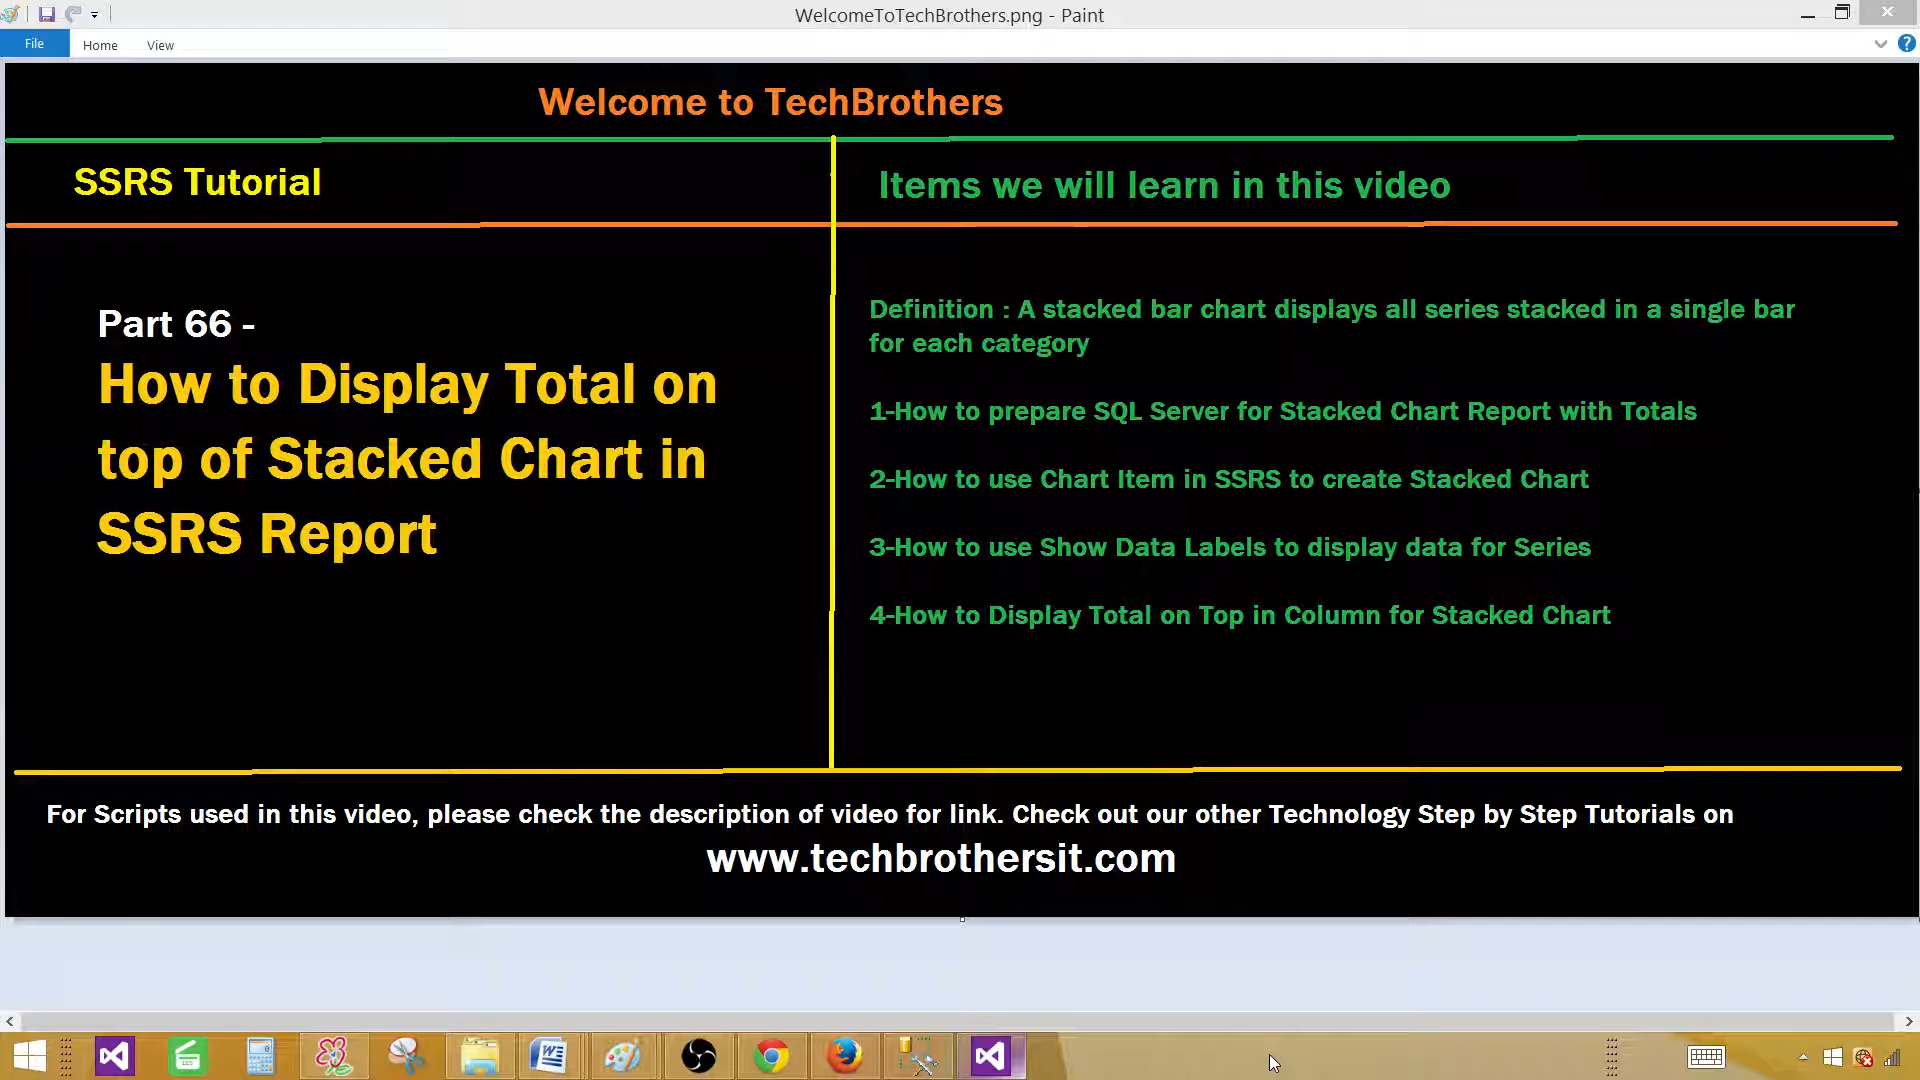 WelcomeToTechBrothers.png - Paint
File Home View
Welcome to TechBrothers
SSRS Tutorial
Items we will learn in this video
Part 66 -
How to Display Total on
top of Stacked Chart in
SSRS Report
Definition : A stacked bar chart displays all series stacked in a single bar
for each category
1-How to prepare SQL Server for Stacked Chart Report with Totals
2-How to use Chart Item in SSRS to create Stacked Chart
3-How to use Show Data Labels to display data for Series
4-How to Display Total on Top in Column for Stacked Chart
For Scripts used in this video, please check the description of video for link. Check out our other Technology Step by Step Tutorials on
www.techbrothersit.com